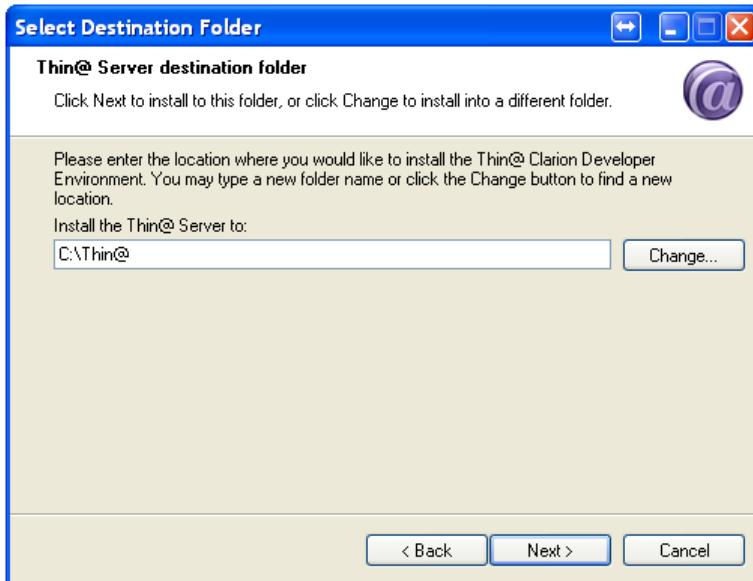 Select Destination Folder
Thin@ Server destination folder
Click Next to install to this folder, or click Change to install into a different folder.
@
Please enter the location where you would like to install the Thin@ Clarion Developer
Environment. You may type a new folder name or click the Change button to find a new
location.
Install the Thin@ Server to:
C:\Thin@
Change...
< Back
Next >
Cancel